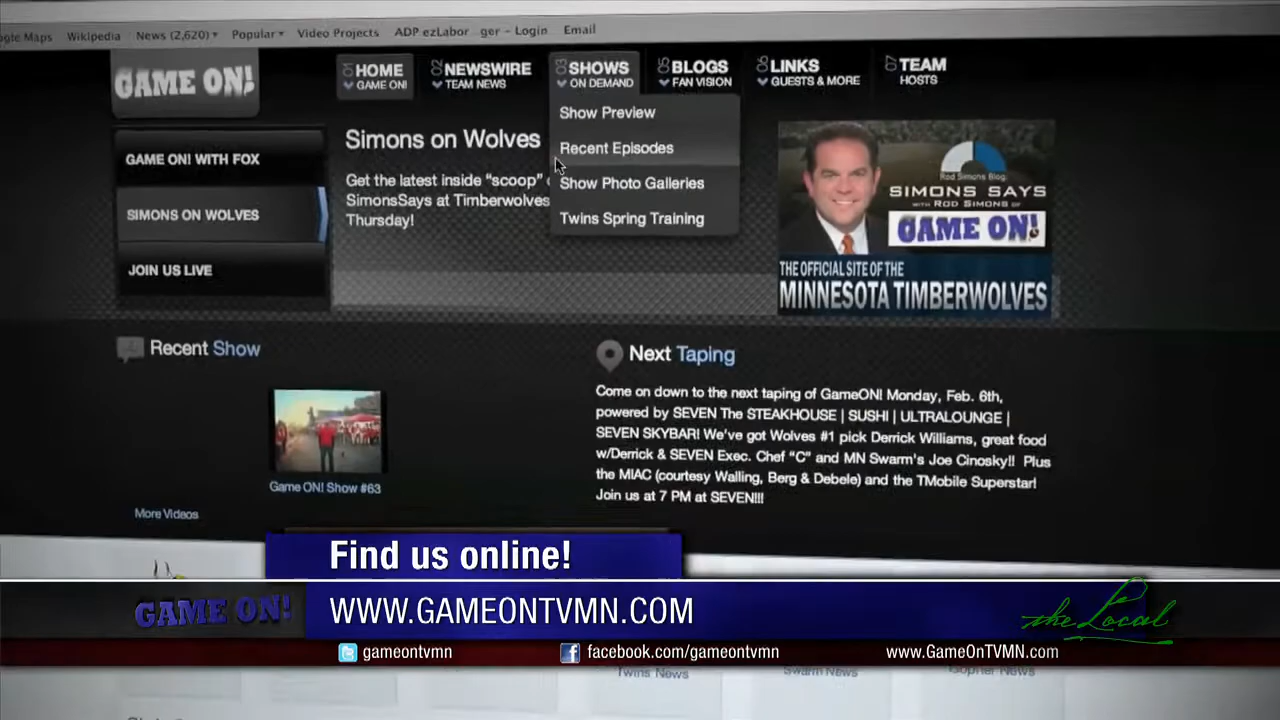 gle Maps Wikipedia News (2,620) Popular Video Projects ADP ezLabor ger – Login Email
GAME ON!
01 HOME
GAME ON!
02 NEWSWIRE
TEAM NEWS
03 SHOWS
ON DEMAND
05 BLOGS
FAN VISION
06 LINKS
GUESTS & MORE
07 TEAM
HOSTS
Show Preview
Recent Episodes
Show Photo Galleries
Twins Spring Training
GAME ON! WITH FOX
SIMONS ON WOLVES
JOIN US LIVE
Simons on Wolves
Get the latest inside “scoop”
SimonsSays at Timberwolves
Thursday!
Rod Simons Blog
SIMONS SAYS
WITH ROD SIMONS OF
GAME ON!
THE OFFICIAL SITE OF THE
MINNESOTA TIMBERWOLVES
Recent Show
Game ON! Show #63
More Videos
Next Taping
Come on down to the next taping of GameON! Monday, Feb. 6th,
powered by SEVEN The STEAKHOUSE | SUSHI | ULTRALOUNGE |
SEVEN SKYBAR! We’ve got Wolves #1 pick Derrick Williams, great food
w/Derrick & SEVEN Exec. Chef “C” and MN Swarm’s Joe Cinosky!! Plus
the MIAC (courtesy Walling, Berg & Debele) and the TMobile Superstar!
Join us at 7 PM at SEVEN!!!
Find us online!
GAME ON!
WWW.GAMEONTVMN.COM
the Local
gameontvmn
facebook.com/gameontvmn
www.GameOnTVMN.com
Twins News Swarm News Gopher News